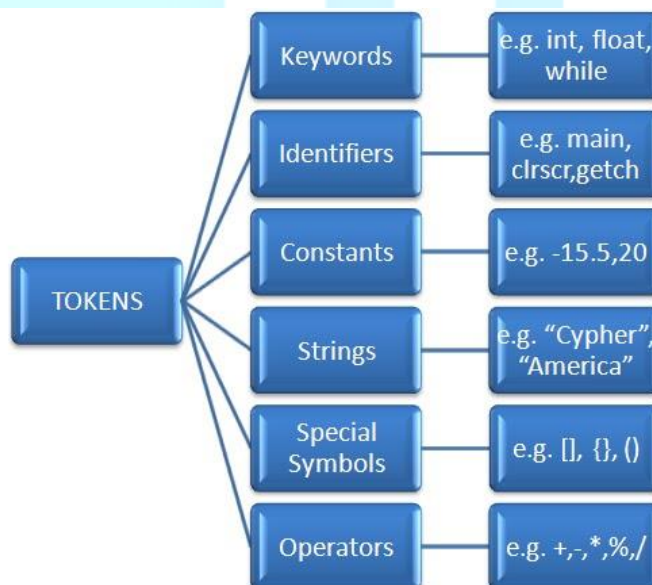 TOKENS
Keywords
e.g. int, float,
while
Identifiers
e.g. main,
clrscr,getch
Constants
e.g. -15.5,20
Strings
e.g. “Cypher”,
“America”
Special
Symbols
e.g. [], {}, ()
Operators
e.g. +,-,*,%,/